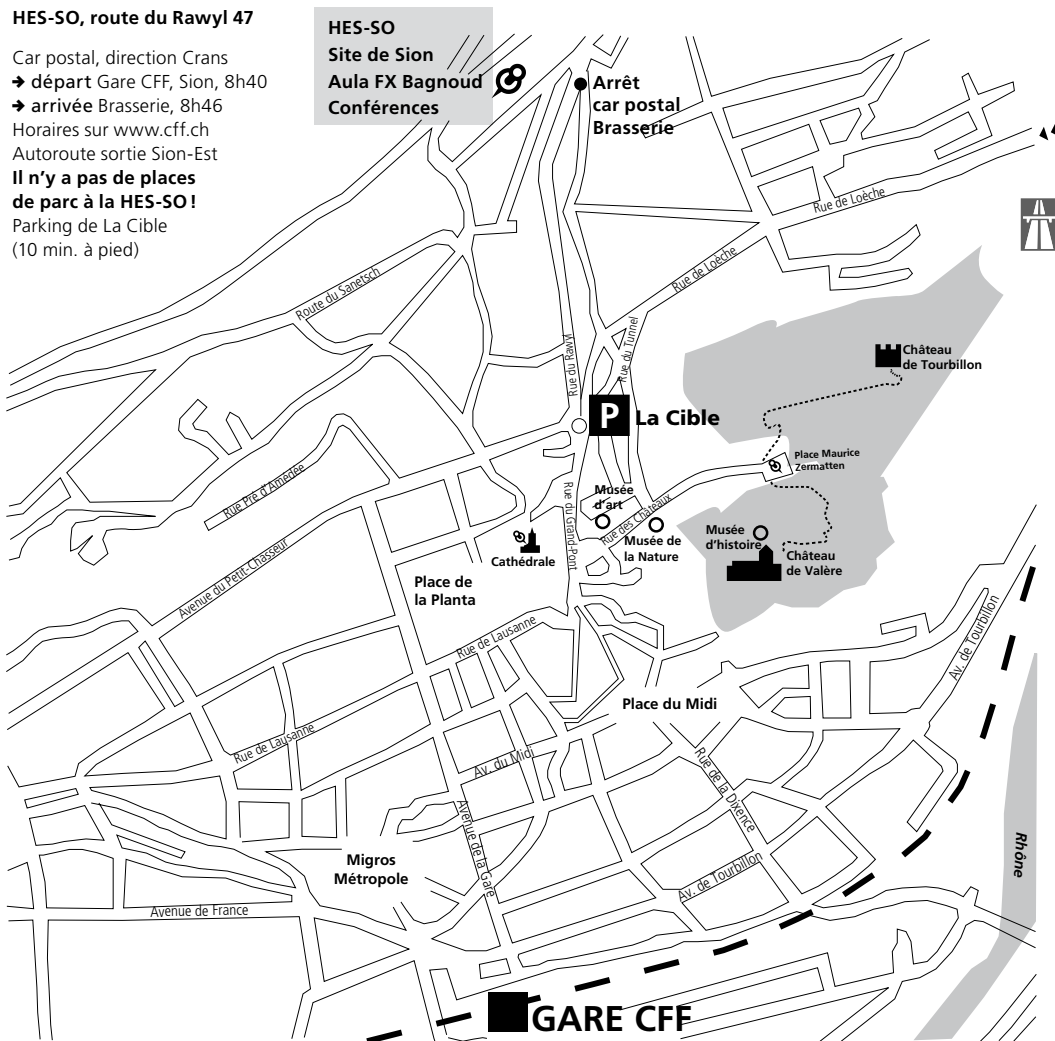 HES-SO, route du Rawyl 47
Car postal, direction Crans
➔ départ Gare CFF, Sion, 8h40
➔ arrivée Brasserie, 8h46
Horaires sur www.cff.ch
Autoroute sortie Sion-Est
Il n'y a pas de places
de parc à la HES-SO !
Parking de La Cible
(10 min. à pied)
HES-SO
Site de Sion
Aula FX Bagnoud
Conférences
Arrêt
car postal
Brasserie
Rue de Loèche
Rue de Loèche
Route du Sanetsch
Rue du Rawyl
Rue du Tunnel
Château
de Tourbillon
P
La Cible
Place Maurice
Zermatten
Rue Pré d'Amédée
Musée
d'art
Rue du Grand-Pont
Rue des Châteaux
Musée de
la Nature
Musée
d'histoire
Château
de Valère
Cathédrale
Avenue du Petit-Chasseur
Place de
la Planta
Rue de Lausanne
Av. de Tourbillon
Place du Midi
Rue de Lausanne
Av. du Midi
Rue de la Dixence
Avenue de la Gare
Migros
Métropole
Av. de Tourbillon
Rhône
Avenue de France
GARE CFF